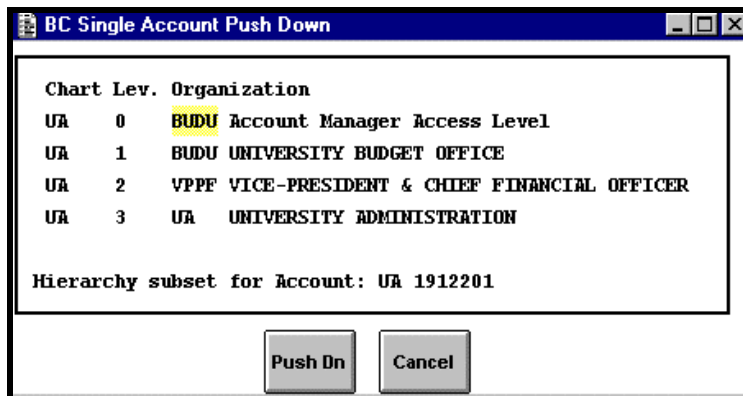 BC Single Account Push Down
Chart Lev. Organization
UA 0 BUDU Account Manager Access Level
UA 1 BUDU UNIVERSITY BUDGET OFFICE
UA 2 VPPF VICE-PRESIDENT & CHIEF FINANCIAL OFFICER
UA 3 UA UNIVERSITY ADMINISTRATION
Hierarchy subset for Account: UA 1912201
Push Dn Cancel